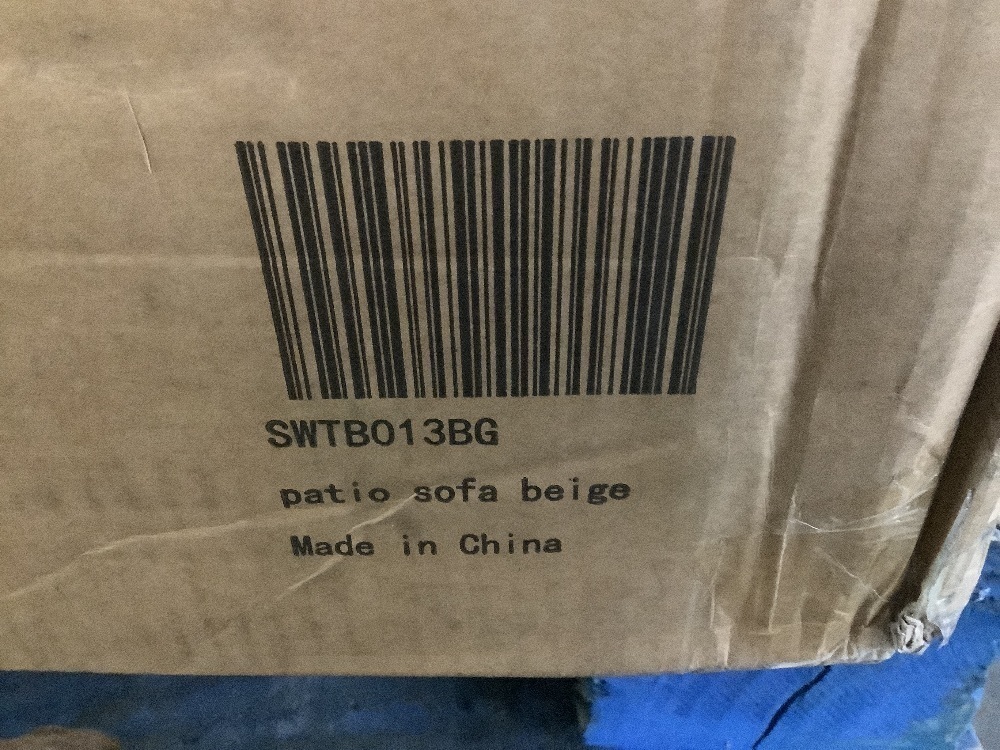 SWTB013BG
patio sofa beige
Made in China